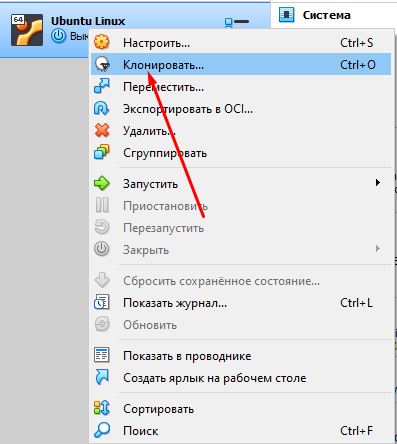 64
Ubuntu Linux
Система
Настроить... Ctrl+S
Клонировать... Ctrl+O
Переместить...
Экспортировать в OCI...
Удалить...
Сгруппировать
Запустить
Приостановить
Перезапустить
Закрыть
Сбросить сохранённое состояние...
Показать журнал... Ctrl+L
Обновить
Показать в проводнике
Создать ярлык на рабочем столе
Сортировать
Поиск Ctrl+F